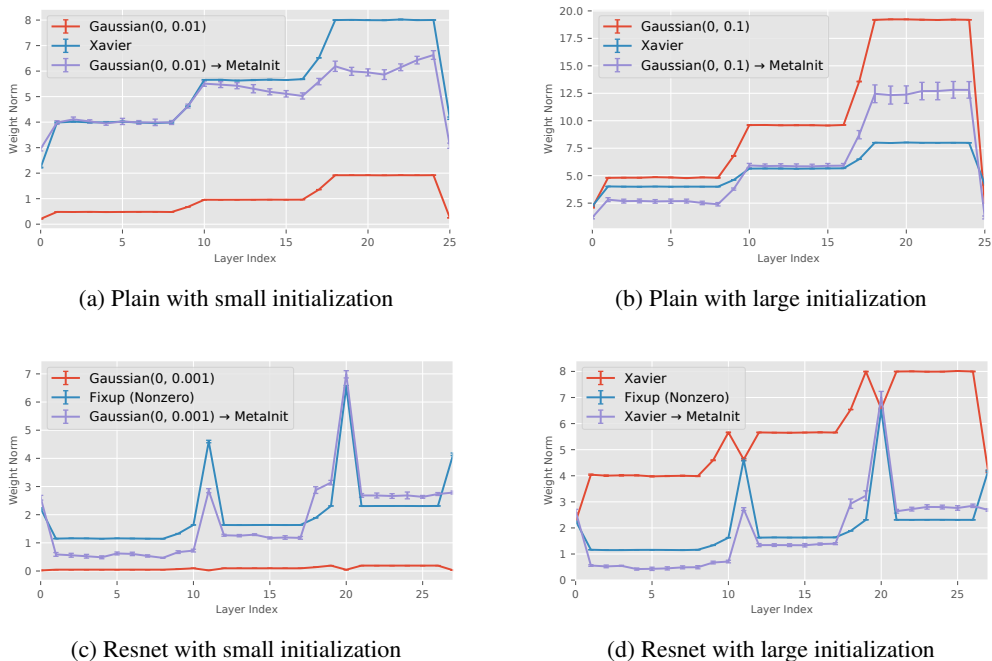 Gaussian(0, 0.01)
Xavier
Gaussian(0, 0.01) → MetaInit
Weight Norm
8
7
6
5
4
3
2
1
0
0 5 10 15 20 25
Layer Index
(a) Plain with small initialization
Gaussian(0, 0.1)
Xavier
Gaussian(0, 0.1) → MetaInit
Weight Norm
20.0
17.5
15.0
12.5
10.0
7.5
5.0
2.5
0 5 10 15 20 25
Layer Index
(b) Plain with large initialization
Gaussian(0, 0.001)
Fixup (Nonzero)
Gaussian(0, 0.001) → MetaInit
Weight Norm
7
6
5
4
3
2
1
0
0 5 10 15 20 25
Layer Index
(c) Resnet with small initialization
Xavier
Fixup (Nonzero)
Xavier → MetaInit
Weight Norm
8
7
6
5
4
3
2
1
0
0 5 10 15 20 25
Layer Index
(d) Resnet with large initialization